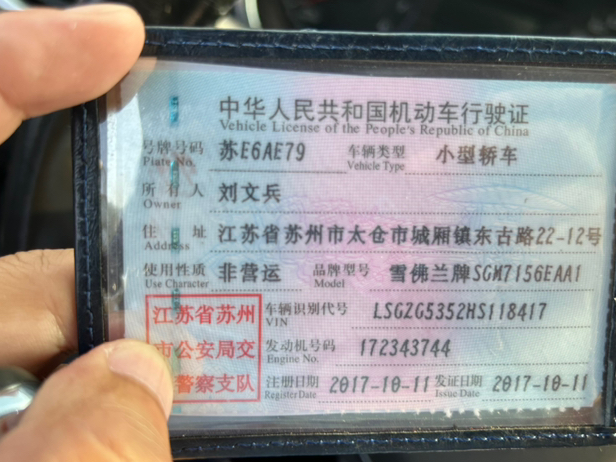 中华人民共和国机动车行驶证
Vehicle License of the People's Republic of China
号牌号码 苏E6AE79 车辆类型 小型轿车
Plate No. Vehicle Type
所有人 刘文兵
Owner
住址 江苏省苏州市太仓市城厢镇东古路22-12号
Address
使用性质 非营运 品牌型号 雪佛兰牌SGM7156EAA1
Use Character Model
江苏省苏州 车辆识别代号 LSGZG5352HS118417
VIN
市公安局交 发动机号码 172343744
Engine No.
警察支队 注册日期 2017-10-11 发证日期 2017-10-11
Register Date Issue Date